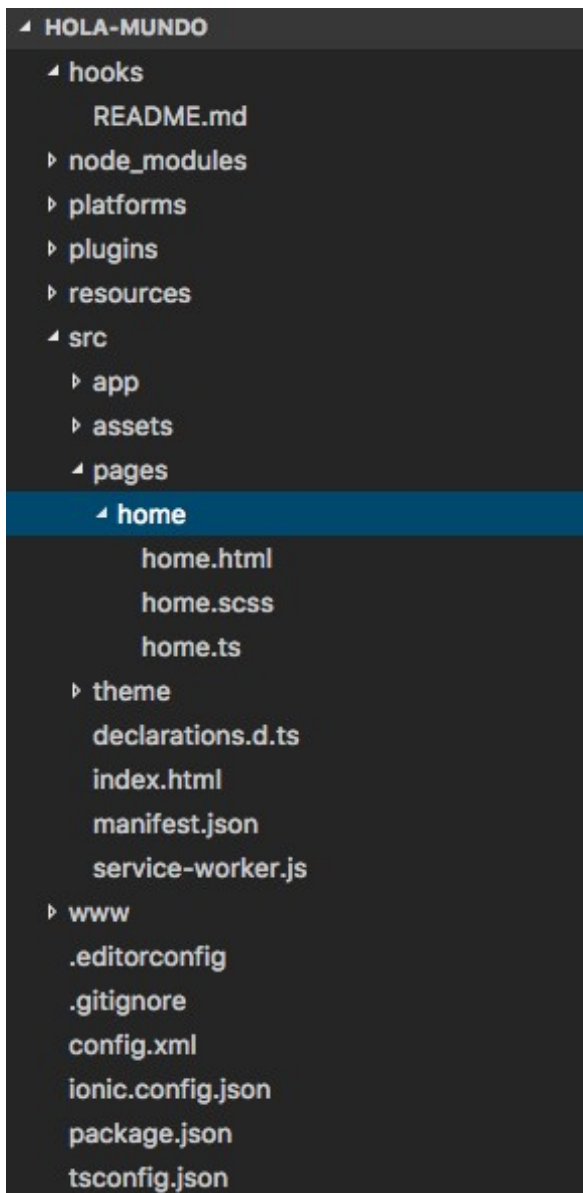 HOLA-MUNDO
hooks
README.md
node_modules
platforms
plugins
resources
src
app
assets
pages
home
home.html
home.scss
home.ts
theme
declarations.d.ts
index.html
manifest.json
service-worker.js
www
.editorconfig
.gitignore
config.xml
ionic.config.json
package.json
tsconfig.json